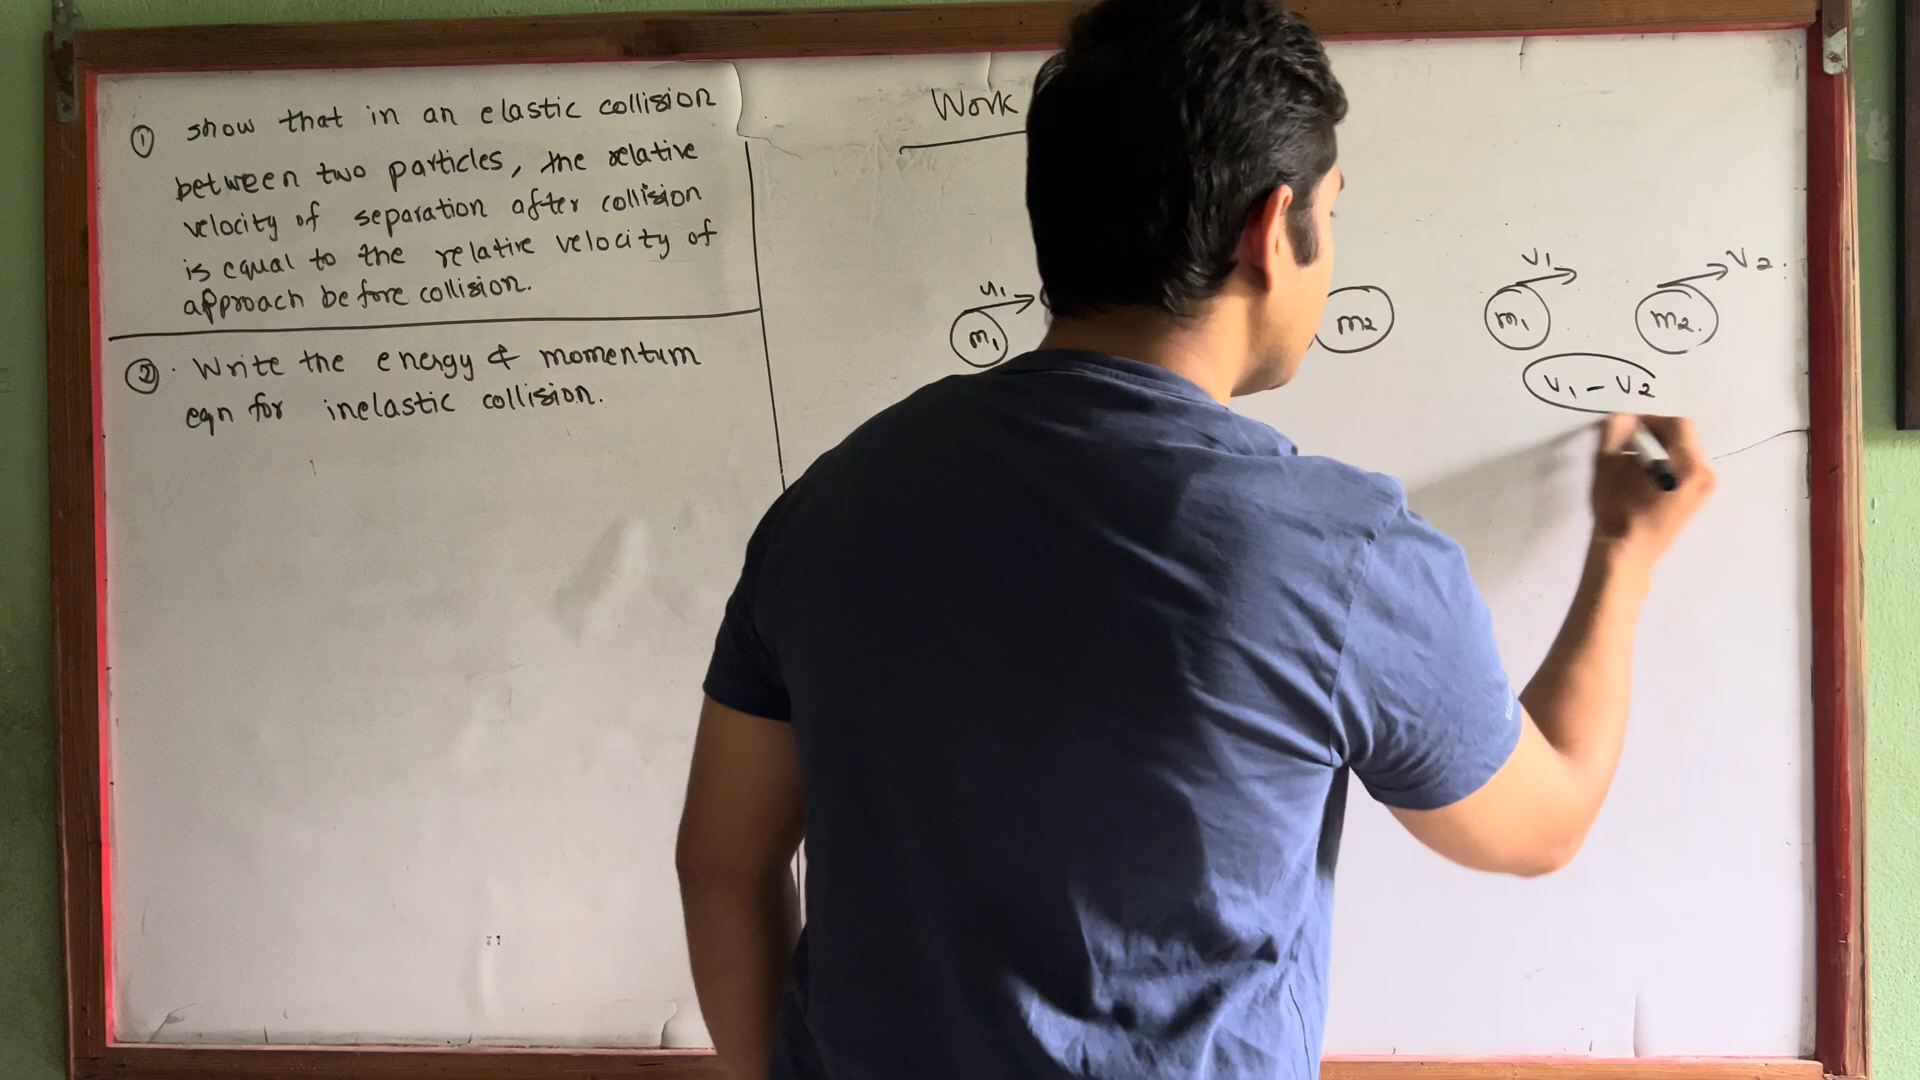 ① show that in an elastic collision
between two particles, the relative
velocity of separation after collision
is equal to the relative velocity of
approach before collision.
② . Write the energy & momentum
eqn for inelastic collision.
Work
u₁
m₁
m₂
v₁
m₁
v₂.
m₂.
v₁ - v₂